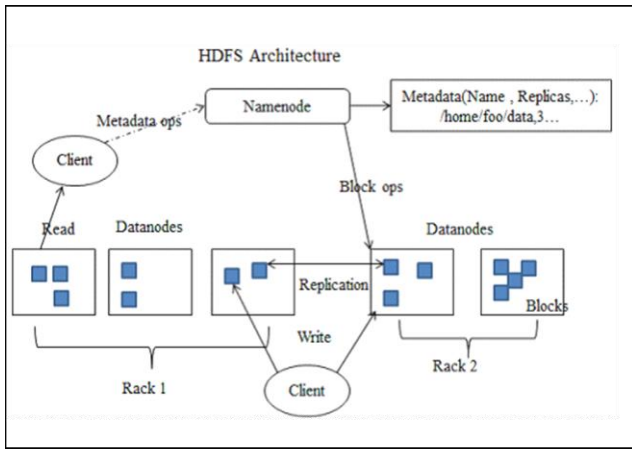 HDFS Architecture
Namenode
Metadata(Name , Replicas,...):
/home/foo/data,3...
Metadata ops
Client
Block ops
Read
Datanodes
Datanodes
Replication
Blocks
Write
Rack 1
Client
Rack 2